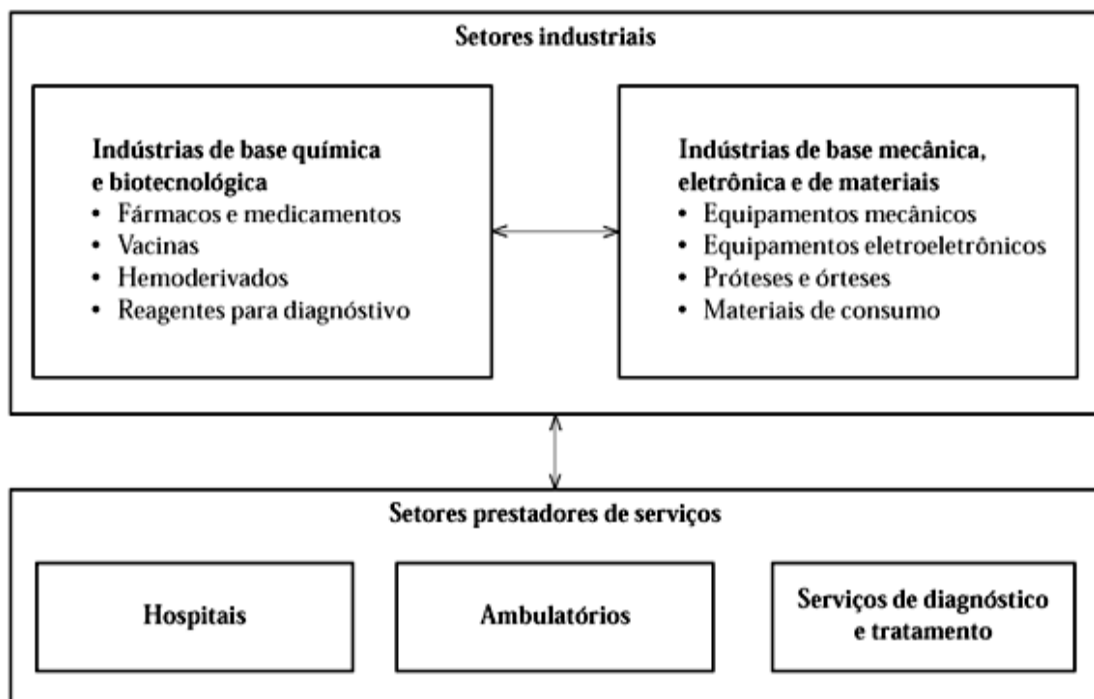 Setores industriais
Indústrias de base química
e biotecnológica
• Fármacos e medicamentos
• Vacinas
• Hemoderivados
• Reagentes para diagnóstivo
Indústrias de base mecânica,
eletrônica e de materiais
• Equipamentos mecânicos
• Equipamentos eletroeletrônicos
• Próteses e órteses
• Materiais de consumo
Setores prestadores de serviços
Hospitais
Ambulatórios
Serviços de diagnóstico
e tratamento